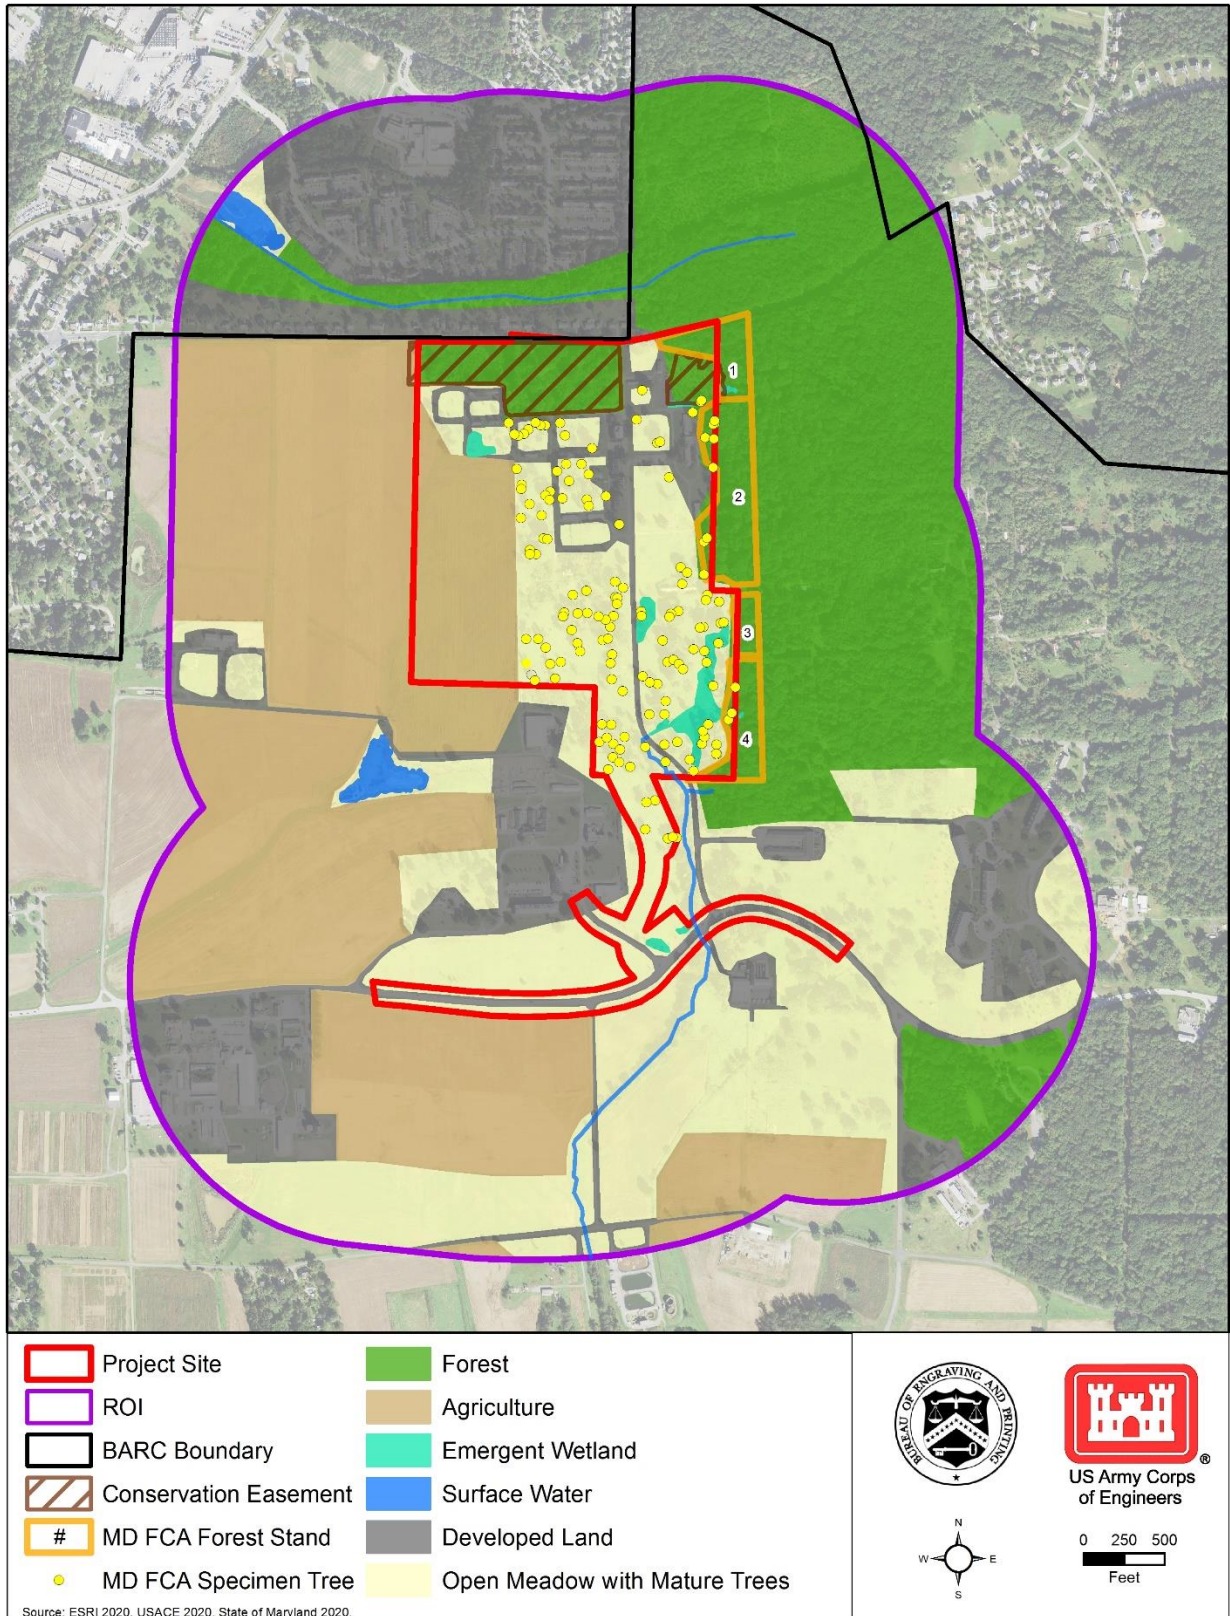 1
2
3
4
Project Site
ROI
BARC Boundary
Conservation Easement
# MD FCA Forest Stand
MD FCA Specimen Tree
Forest
Agriculture
Emergent Wetland
Surface Water
Developed Land
Open Meadow with Mature Trees
Source: ESRI 2020, USACE 2020, State of Maryland 2020.
BUREAU OF ENGRAVING AND PRINTING
®
US Army Corps
of Engineers
N
W E
S
0 250 500
Feet